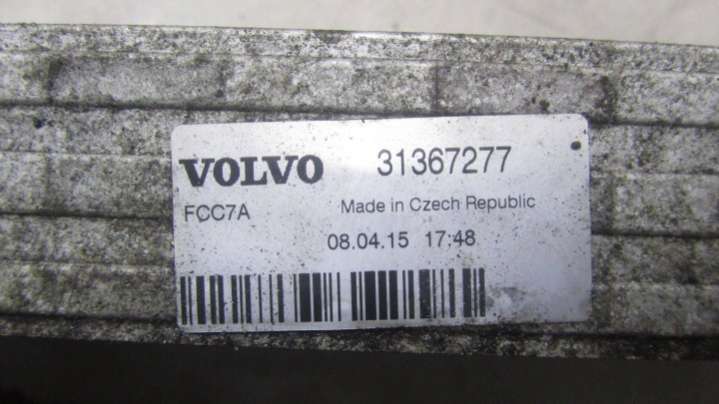 VOLVO 31367277
FCC7A Made in Czech Republic
08.04.15 17:48